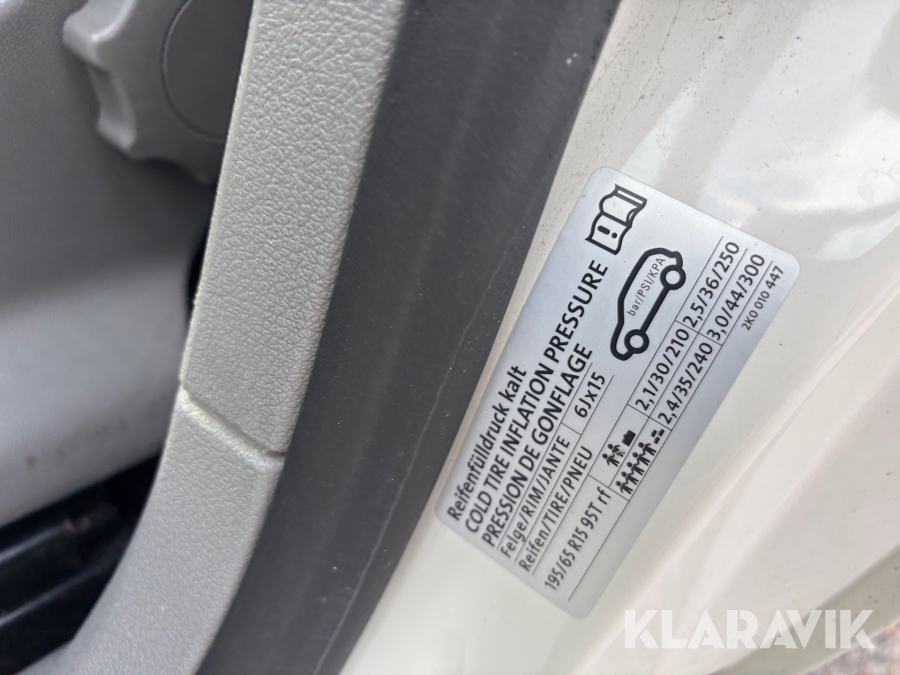 Reifenfülldruck kalt
COLD TIRE INFLATION PRESSURE
PRESSION DE GONFLAGE
Felge/RIM/JANTE 6Jx15
Reifen/TIRE/PNEU
bar/PSI/KPA
195/65 R15 95T rf
2,1/30/210 2,5/36/250
2,4/35/240 3,0/44/300
2K0 010 447
KLARAVIK